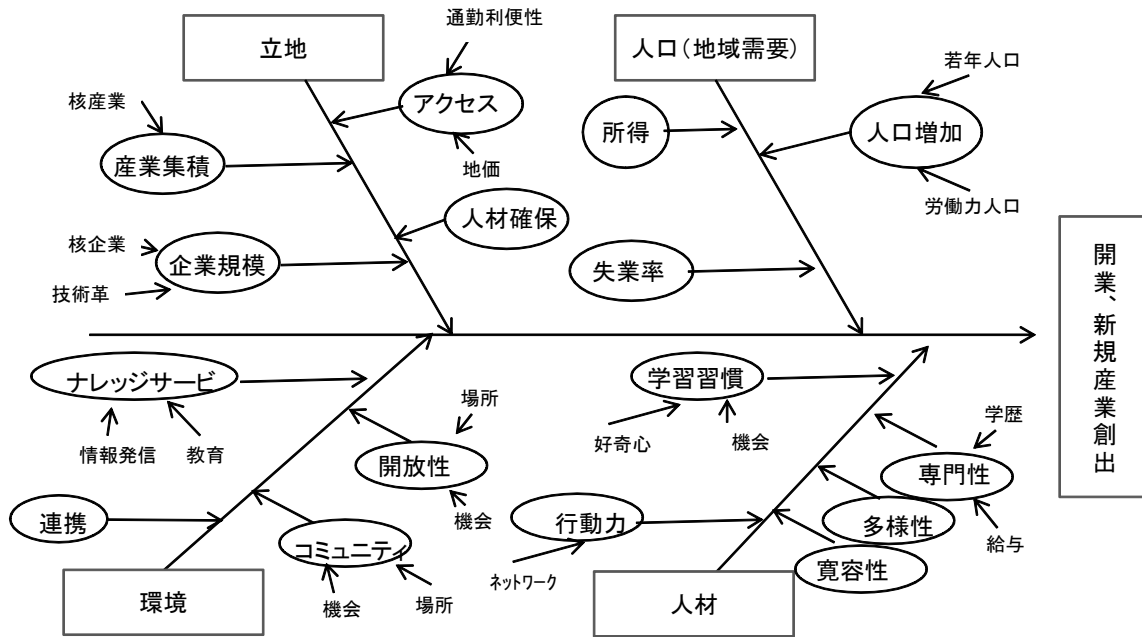 通勤利便性
立地
人口（地域需要）
若年人口
核産業
アクセス
所得
人口増加
産業集積
地価
労働力人口
人材確保
核企業
企業規模
失業率
技術革
開業、新規産業創出
ナレッジサービ
学習習慣
場所
学歴
情報発信
教育
好奇心
機会
開放性
専門性
機会
連携
行動力
多様性
給与
コミュニティ
寛容性
ネットワーク
環境
機会
場所
人材